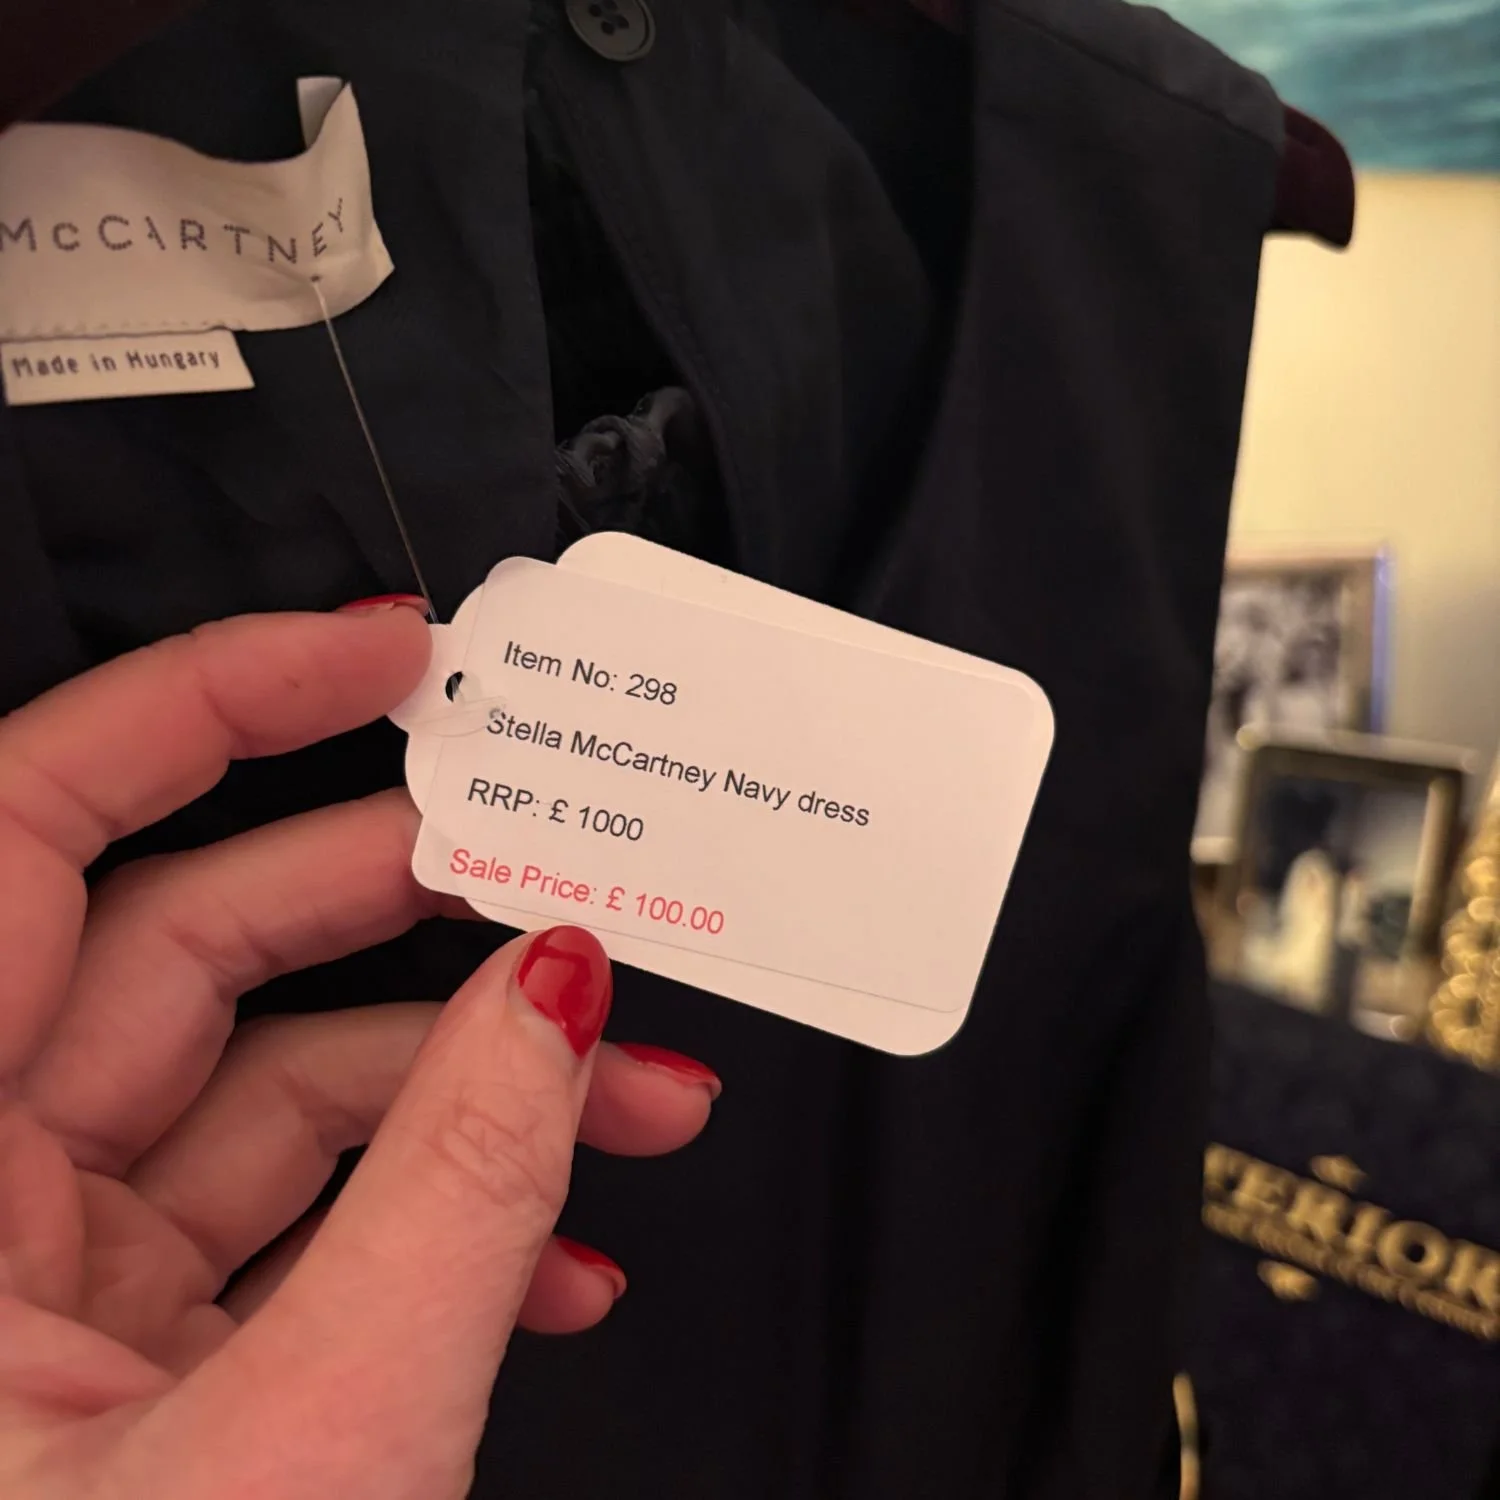 McCARTNEY
Made in Hungary
Item No: 298
Stella McCartney Navy dress
RRP: £ 1000
Sale Price: £ 100.00